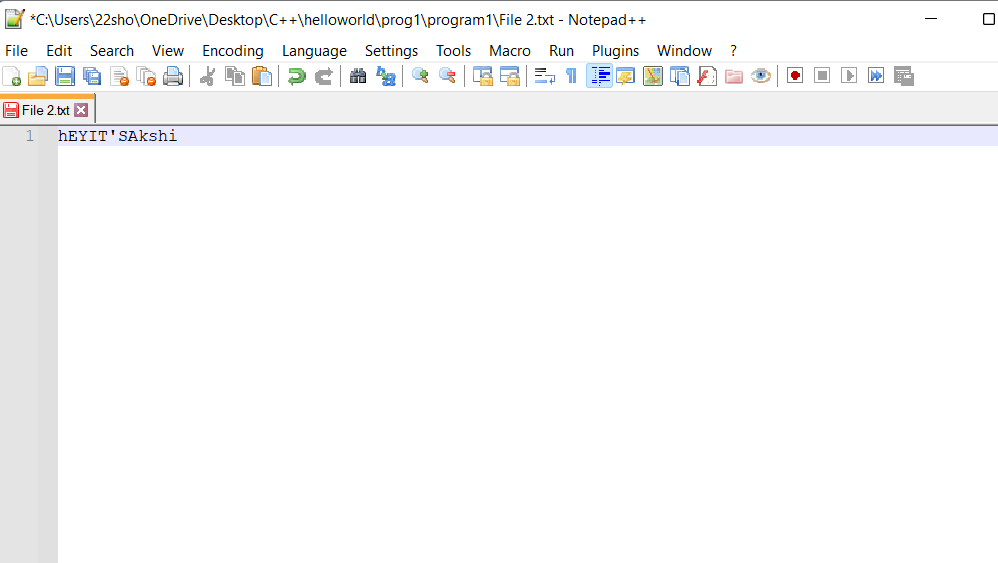 *C:\Users\22sho\OneDrive\Desktop\C++\helloworld\prog1\program1\File 2.txt - Notepad++
File Edit Search View Encoding Language Settings Tools Macro Run Plugins Window ?
File 2.txt
1 hEYIT'SAkshi